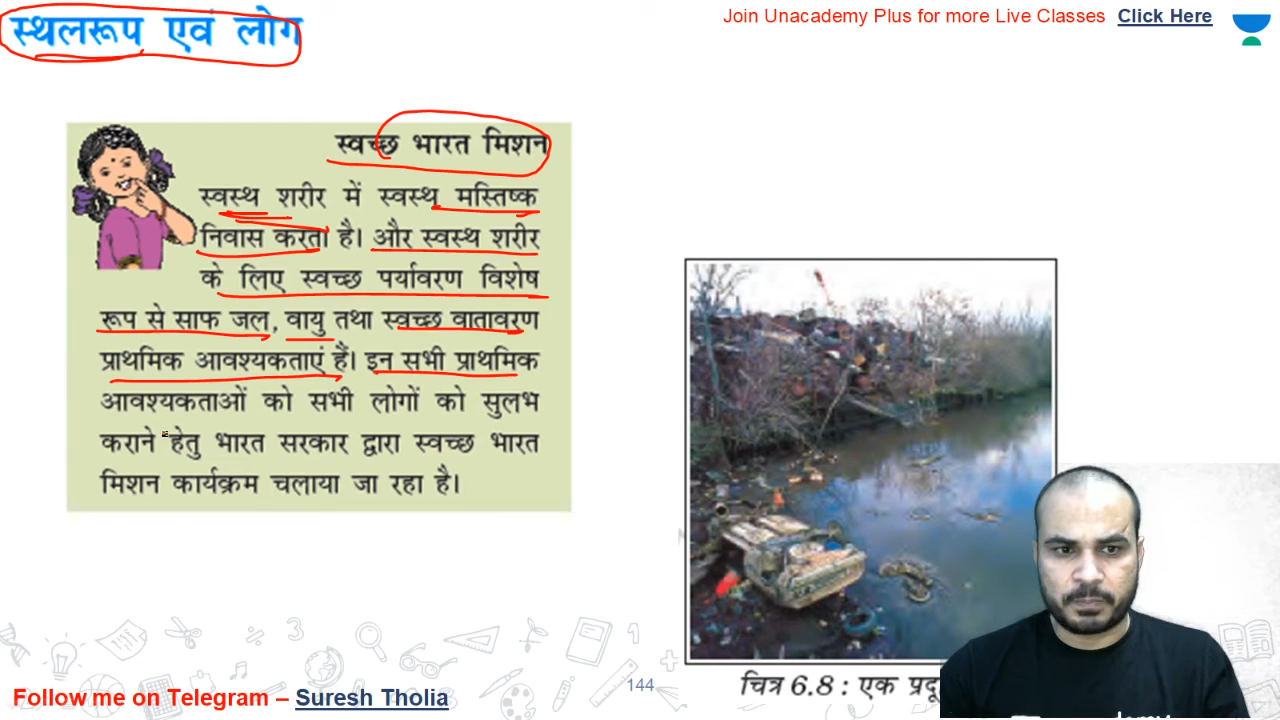 स्थलरूप एवं लोग
Join Unacademy Plus for more Live Classes Click Here
स्वच्छ भारत मिशन
स्वस्थ शरीर में स्वस्थ मस्तिष्क
निवास करता है। और स्वस्थ शरीर
के लिए स्वच्छ पर्यावरण विशेष
रूप से साफ जल, वायु तथा स्वच्छ वातावरण
प्राथमिक आवश्यकताएं हैं। इन सभी प्राथमिक
आवश्यकताओं को सभी लोगों को सुलभ
कराने हेतु भारत सरकार द्वारा स्वच्छ भारत
मिशन कार्यक्रम चलाया जा रहा है।
चित्र 6.8 : एक
144
Follow me on Telegram – Suresh Tholia